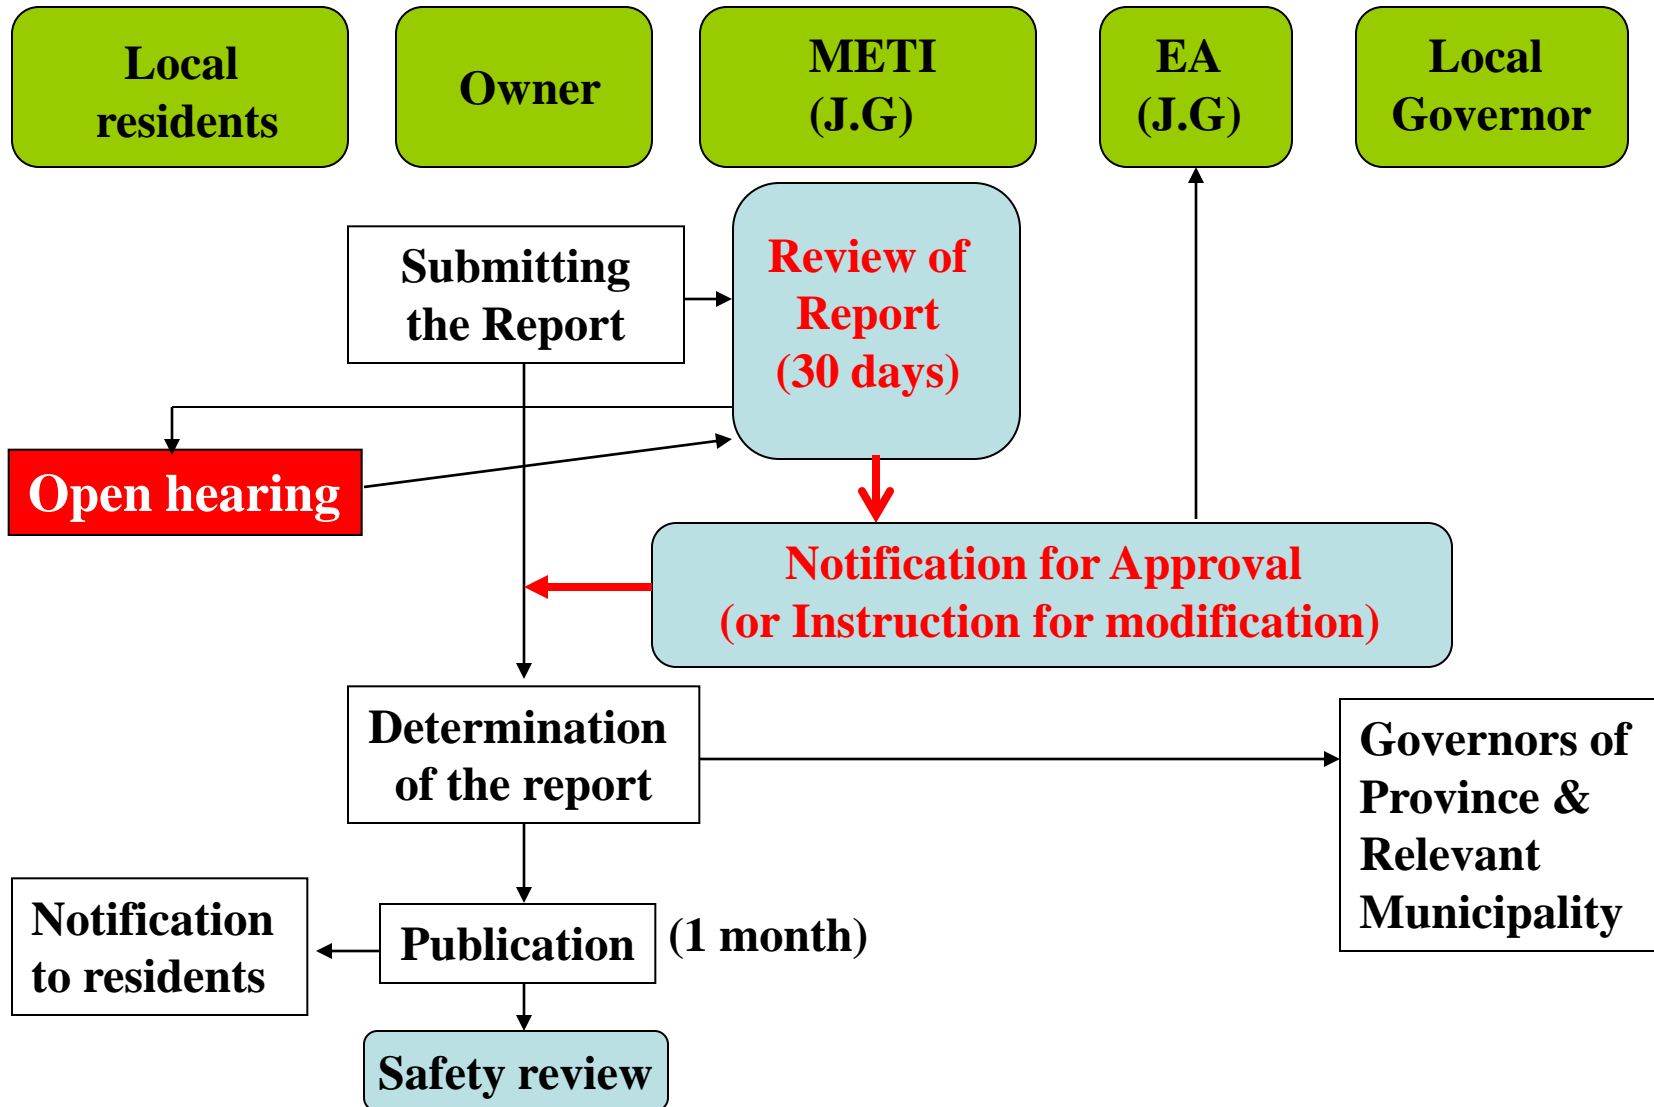 Local
residents
Owner
METI
(J.G)
EA
(J.G)
Local
Governor
Submitting
the Report
Review of
Report
(30 days)
Open hearing
Notification for Approval
(or Instruction for modification)
Determination
of the report
Governors of
Province &
Relevant
Municipality
Notification
to residents
Publication
(1 month)
Safety review